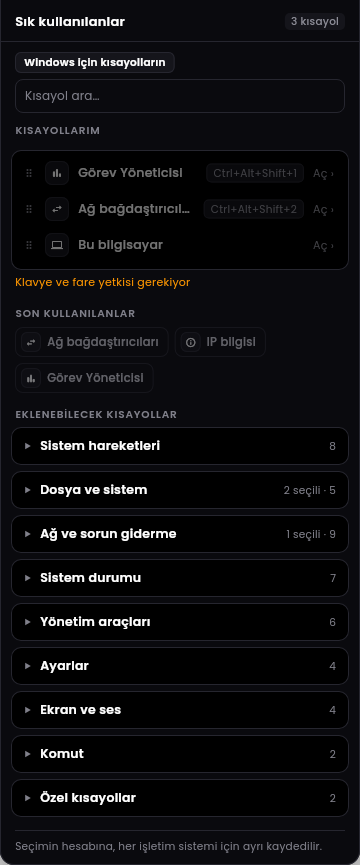 Sık kullanılanlar
3 kısayol
Windows için kısayolların
Kısayol ara...
KISAYOLLARIM
Görev Yöneticisi Ctrl+Alt+Shift+1 Aç ›
Ağ bağdaştırıcıl... Ctrl+Alt+Shift+2 Aç ›
Bu bilgisayar Aç ›
Klavye ve fare yetkisi gerekiyor
SON KULLANILANLAR
Ağ bağdaştırıcıları IP bilgisi
Görev Yöneticisi
EKLENEBİLECEK KISAYOLLAR
Sistem hareketleri 8
Dosya ve sistem 2 seçili · 5
Ağ ve sorun giderme 1 seçili · 9
Sistem durumu 7
Yönetim araçları 6
Ayarlar 4
Ekran ve ses 4
Komut 2
Özel kısayollar 2
Seçimin hesabına, her işletim sistemi için ayrı kaydedilir.